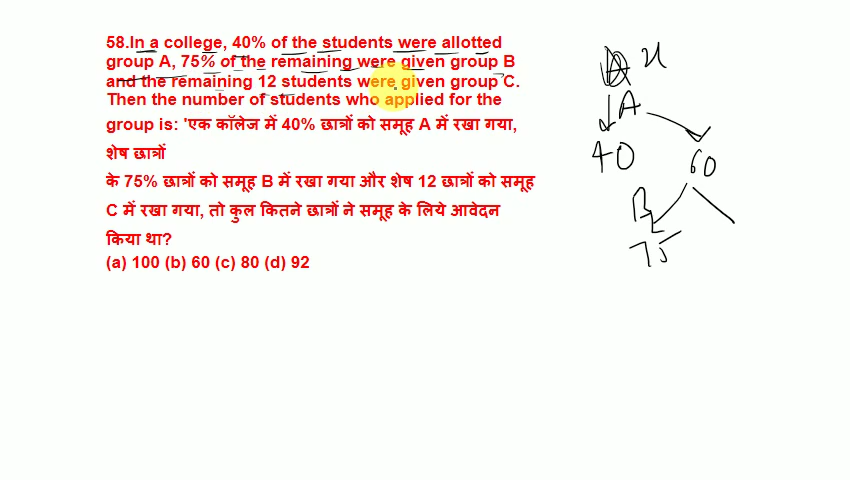 58.In a college, 40% of the students were allotted
group A, 75% of the remaining were given group B
and the remaining 12 students were given group C.
Then the number of students who applied for the
group is: 'एक कॉलेज में 40% छात्रों को समूह A में रखा गया,
शेष छात्रों
के 75% छात्रों को समूह B में रखा गया और शेष 12 छात्रों को समूह
C में रखा गया, तो कुल कितने छात्रों ने समूह के लिये आवेदन
किया था?
(a) 100 (b) 60 (c) 80 (d) 92
x
A
40 60
B
75